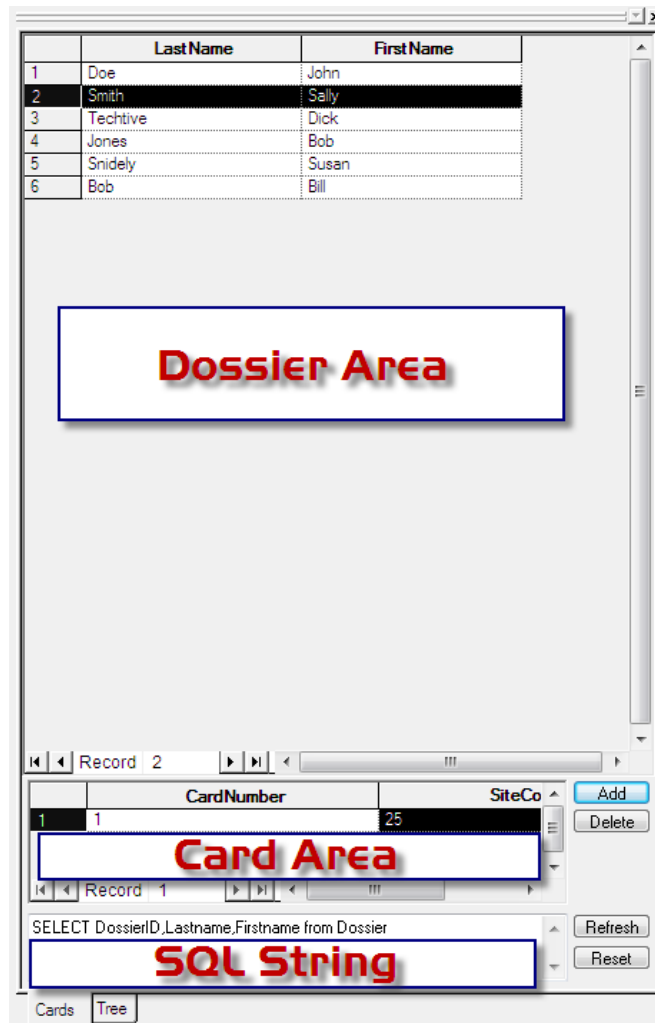 LastName FirstName
1 Doe John
2 Smith Sally
3 Techtive Dick
4 Jones Bob
5 Snidely Susan
6 Bob Bill
Dossier Area
Record 2
CardNumber SiteCo Add
1 1 25 Delete
Card Area
Record 1
SELECT DossierID,Lastname,Firstname from Dossier Refresh
SQL String Reset
Cards Tree